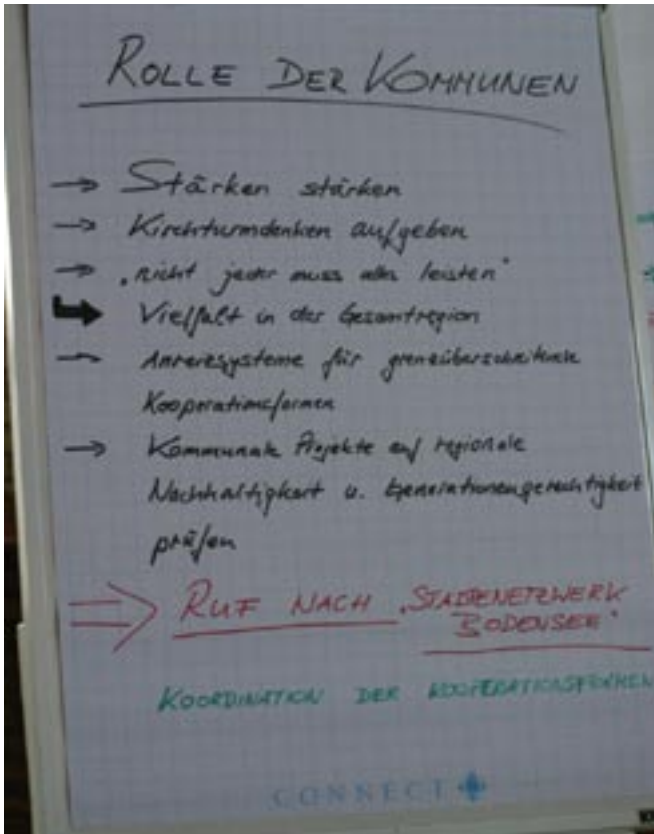 ROLLE DER KOMMUNEN
→ Stärken stärken
→ Kirchturmdenken aufgeben
→ „nicht jeder muss alles leisten“
→ Vielfalt in der Gesamtregion
→ Anreizsysteme für grenzüberschreitende
Kooperationsformen
→ Kommunale Projekte auf regionale
Nachhaltigkeit u. Generationengerechtigkeit
prüfen
⇒ RUF NACH „STÄDTENETZWERK
BODENSEE“
KOORDINATION DER KOOPERATIONSFORMEN
CONNECT